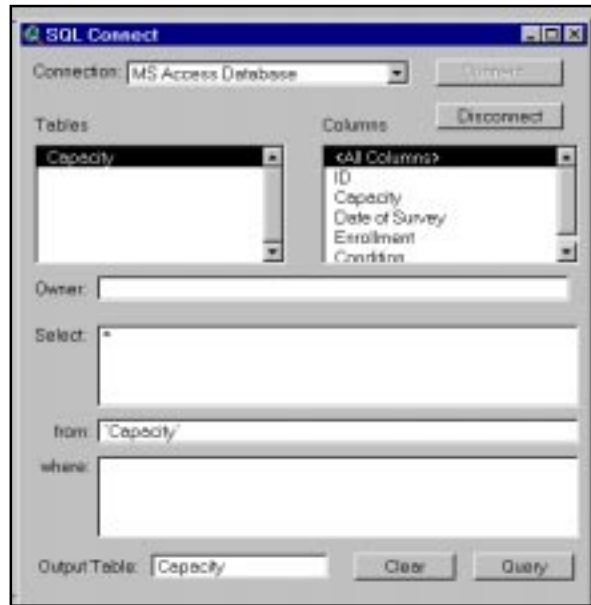 SQL Connect
Connection: MS Access Database
Connect...
Disconnect
Tables
Columns
Capacity
<All Columns>
ID
Capacity
Date of Survey
Enrollment
Condition
Owner:
Select: *
from: `Capacity`
where:
Output Table: Capacity
Clear
Query